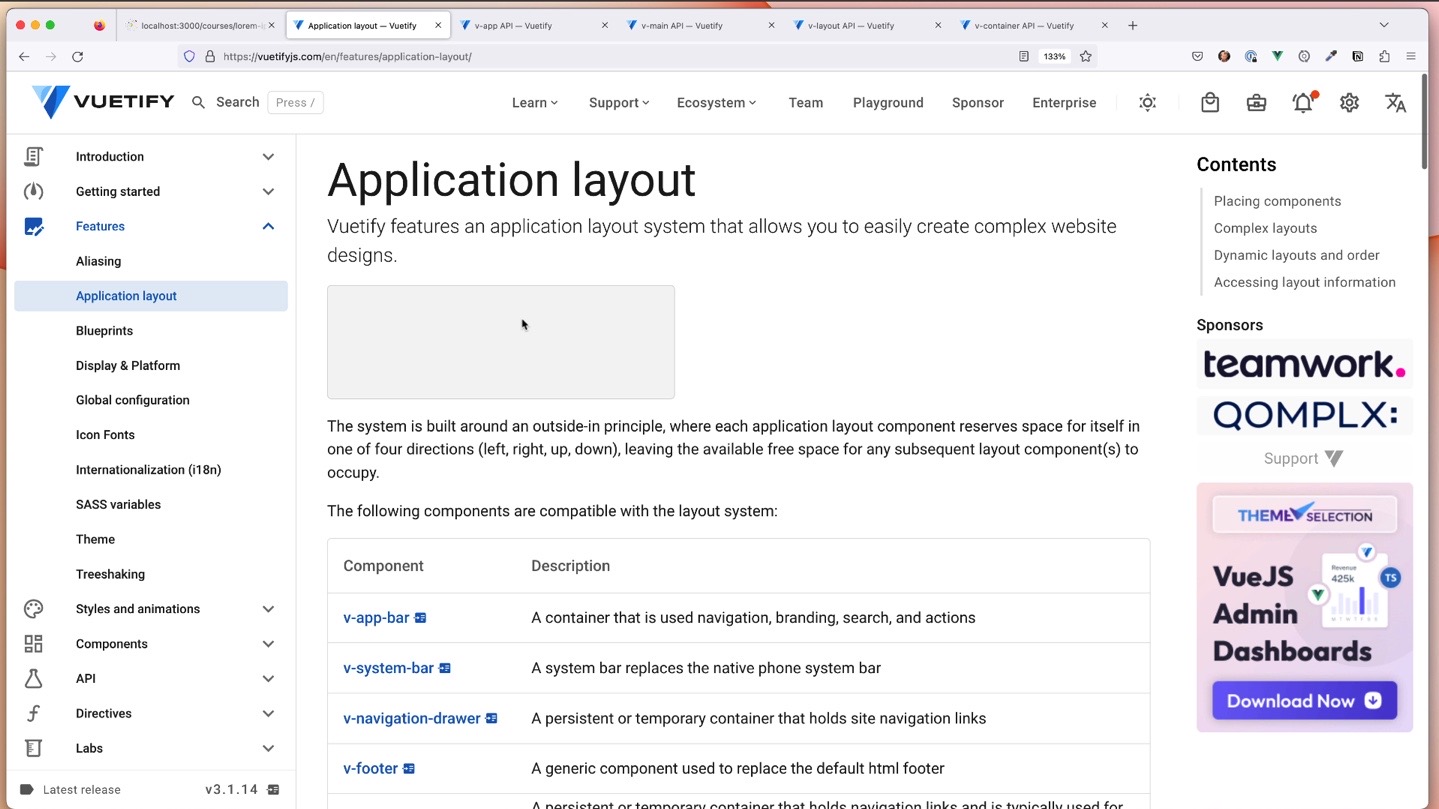 localhost:3000/courses/lorem-i
Application layout — Vuetify
v-app API — Vuetify
v-main API — Vuetify
v-layout API — Vuetify
v-container API — Vuetify
https://vuetifyjs.com/en/features/application-layout/
133%
VUETIFY
Search
Press /
Learn
Support
Ecosystem
Team
Playground
Sponsor
Enterprise
Introduction
Getting started
Features
Aliasing
Application layout
Blueprints
Display & Platform
Global configuration
Icon Fonts
Internationalization (i18n)
SASS variables
Theme
Treeshaking
Styles and animations
Components
API
Directives
Labs
Latest release
v3.1.14
Application layout
Vuetify features an application layout system that allows you to easily create complex website
designs.
The system is built around an outside-in principle, where each application layout component reserves space for itself in
one of four directions (left, right, up, down), leaving the available free space for any subsequent layout component(s) to
occupy.
The following components are compatible with the layout system:
Component Description
v-app-bar A container that is used navigation, branding, search, and actions
v-system-bar A system bar replaces the native phone system bar
v-navigation-drawer A persistent or temporary container that holds site navigation links
v-footer A generic component used to replace the default html footer
A persistent or temporary container that holds navigation links and is typically used for
Contents
Placing components
Complex layouts
Dynamic layouts and order
Accessing layout information
Sponsors
teamwork.
QOMPLX:
Support
THEMESELECTION
Revenue
425k
TS
VueJS
Admin
Dashboards
Download Now